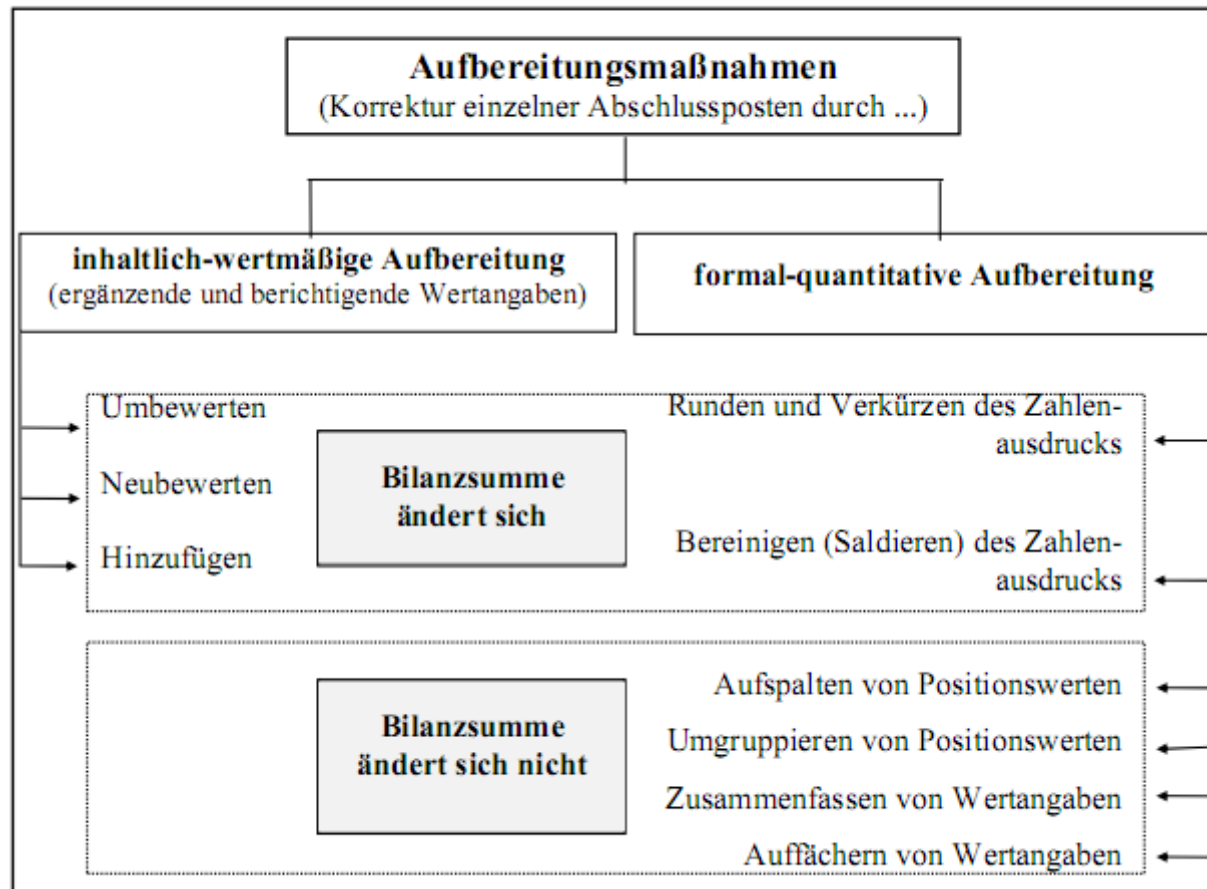 Aufbereitungsmaßnahmen
(Korrektur einzelner Abschlussposten durch ...)
inhaltlich-wertmäßige Aufbereitung
(ergänzende und berichtigende Wertangaben)
formal-quantitative Aufbereitung
Umbewerten
Neubewerten
Hinzufügen
Bilanzsumme
ändert sich
Runden und Verkürzen des Zahlen-
ausdrucks
Bereinigen (Saldieren) des Zahlen-
ausdrucks
Bilanzsumme
ändert sich nicht
Aufspalten von Positionswerten
Umgruppieren von Positionswerten
Zusammenfassen von Wertangaben
Auffächern von Wertangaben